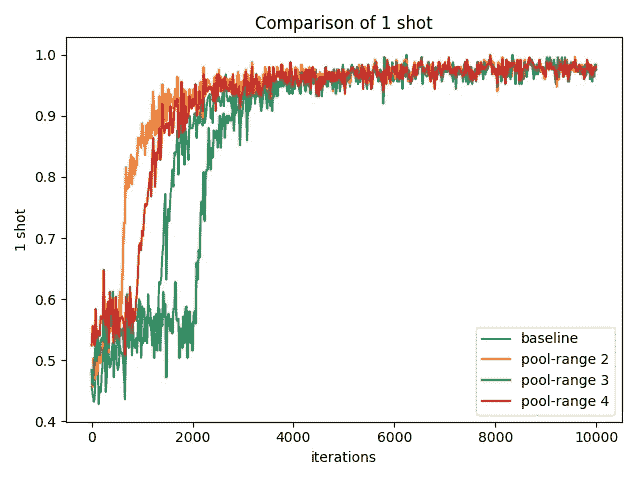 Comparison of 1 shot
1.0
0.9
0.8
0.7
0.6
0.5
0.4
1 shot
0
2000
4000
6000
8000
10000
iterations
baseline
pool-range 2
pool-range 3
pool-range 4